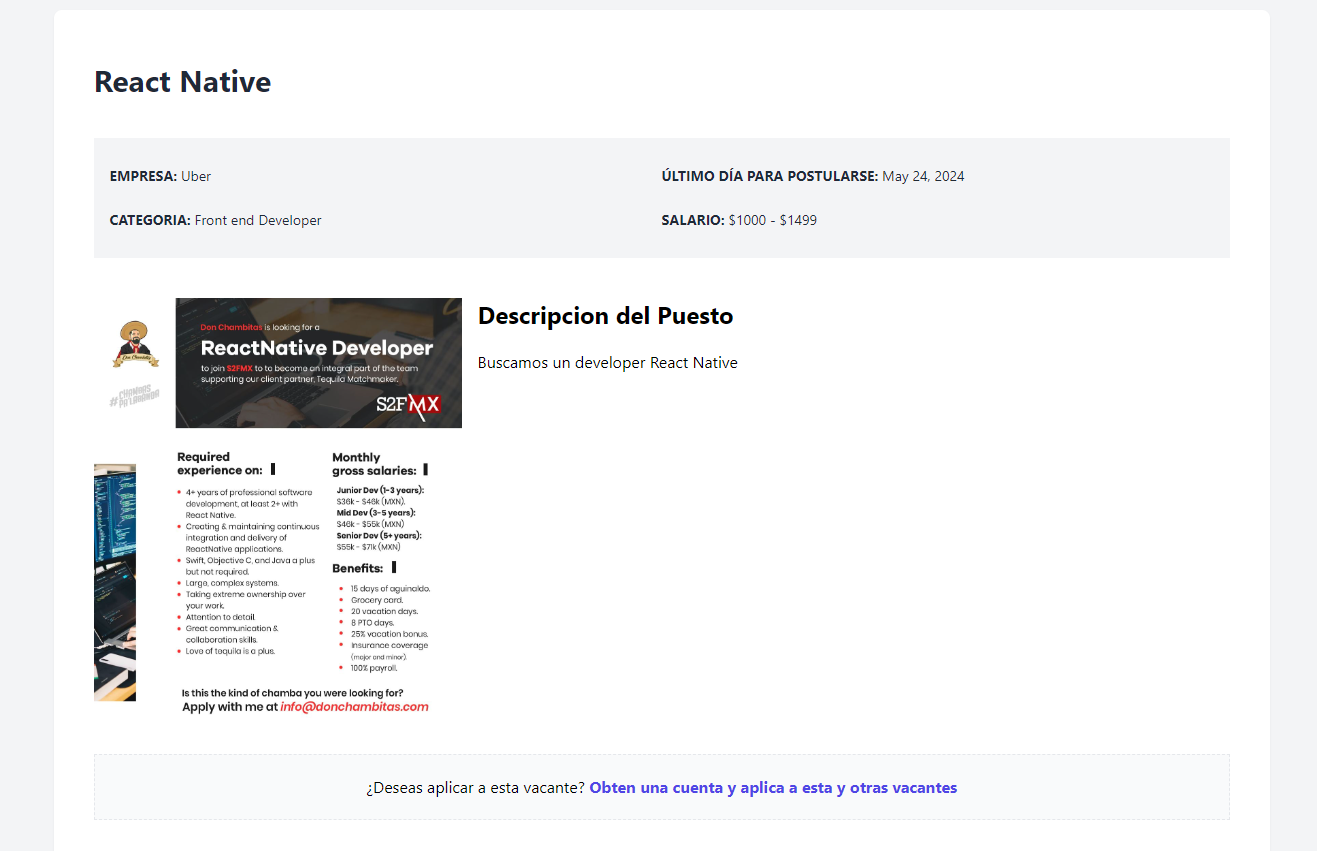 React Native
EMPRESA: Uber
ÚLTIMO DÍA PARA POSTULARSE: May 24, 2024
CATEGORIA: Front end Developer
SALARIO: $1000 - $1499
Don Chambitas
#CHAMBAS
PA'LABANDA
Don Chambitas is looking for a
ReactNative Developer
to join S2FMX to to become an integral part of the team
supporting our client partner, Tequila Matchmaker.
S2FMX
Required
experience on:
4+ years of professional software
development, at least 2+ with
React Native.
Creating & maintaining continuous
integration and delivery of
ReactNative applications.
Swift, Objective C, and Java a plus
but not required.
Large, complex systems.
Taking extreme ownership over
your work.
Attention to detail.
Great communication &
collaboration skills.
Love of taquila is a plus.
Monthly
gross salaries:
Junior Dev (1-3 years):
$36k - $46k (MXN).
Mid Dev (3-5 years):
$46k - $55k (MXN)
Senior Dev (5+ years):
$55k - $71k (MXN)
Benefits:
15 days of aguinaldo.
Grocery card.
20 vacation days.
8 PTO days.
25% vacation bonus.
Insurance coverage
(major and minor).
100% payroll.
Is this the kind of chamba you were looking for?
Apply with me at info@donchambitas.com
Descripcion del Puesto
Buscamos un developer React Native
¿Deseas aplicar a esta vacante? Obten una cuenta y aplica a esta y otras vacantes